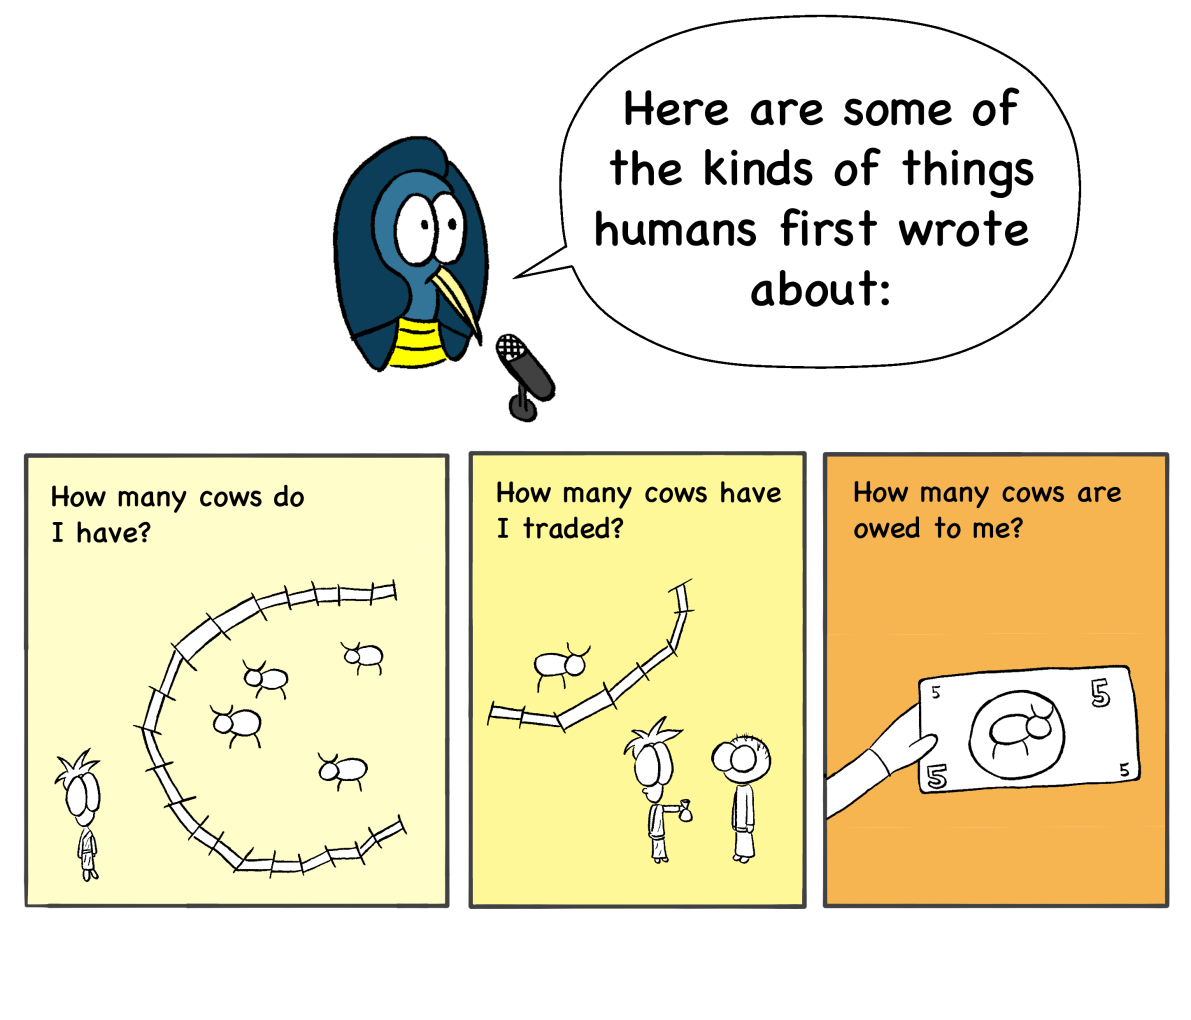 Here are some of
the kinds of things
humans first wrote
about:
How many cows do
I have?
How many cows have
I traded?
How many cows are
owed to me?
5
5
5
5